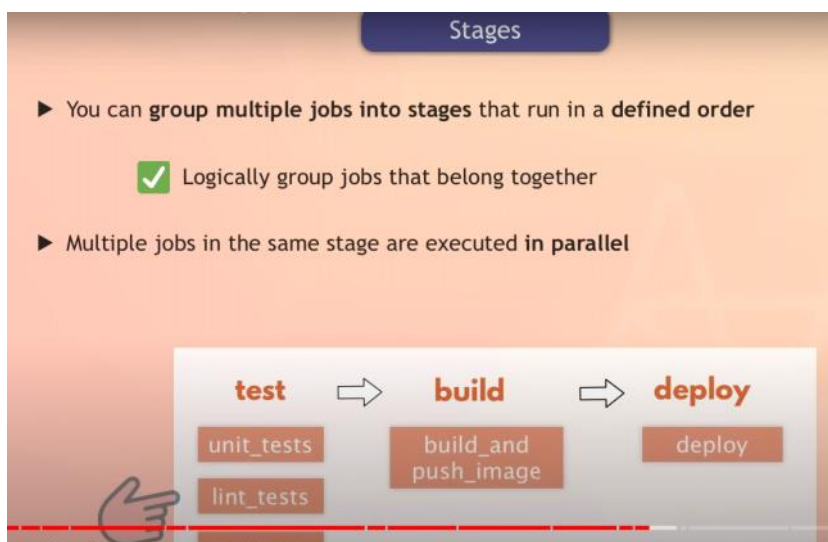 Stages
▶ You can group multiple jobs into stages that run in a defined order
✅ Logically group jobs that belong together
▶ Multiple jobs in the same stage are executed in parallel
test ⇨ build ⇨ deploy
unit_tests build_and deploy
push_image
lint_tests